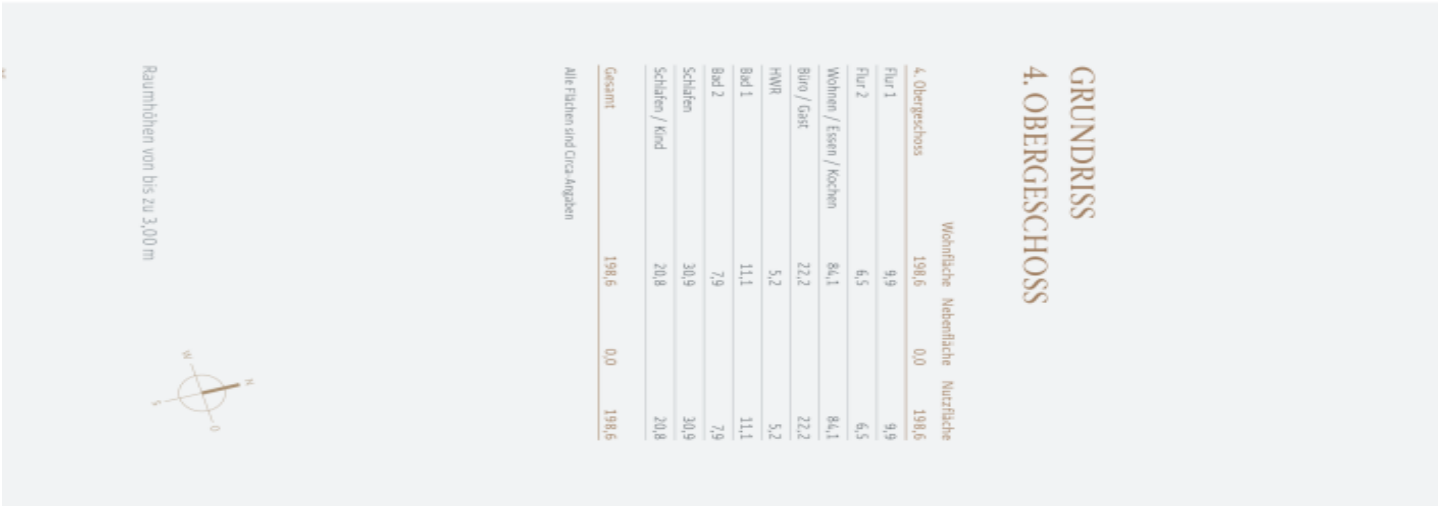 GRUNDRISS
4. OBERGESCHOSS
Wohnfläche Nebenfläche Nutzfläche
4. Obergeschoss 198,6 0,0 198,6
Flur 1 9,9 9,9
Flur 2 6,5 6,5
Wohnen / Essen / Kochen 84,1 84,1
Büro / Gast 22,2 22,2
HWR 5,2 5,2
Bad 1 11,1 11,1
Bad 2 7,9 7,9
Schlafen 30,9 30,9
Schlafen / Kind 20,8 20,8
Gesamt 198,6 0,0 198,6
Alle Flächen sind Circa-Angaben
Raumhöhen von bis zu 3,00 m
W
N
S
O